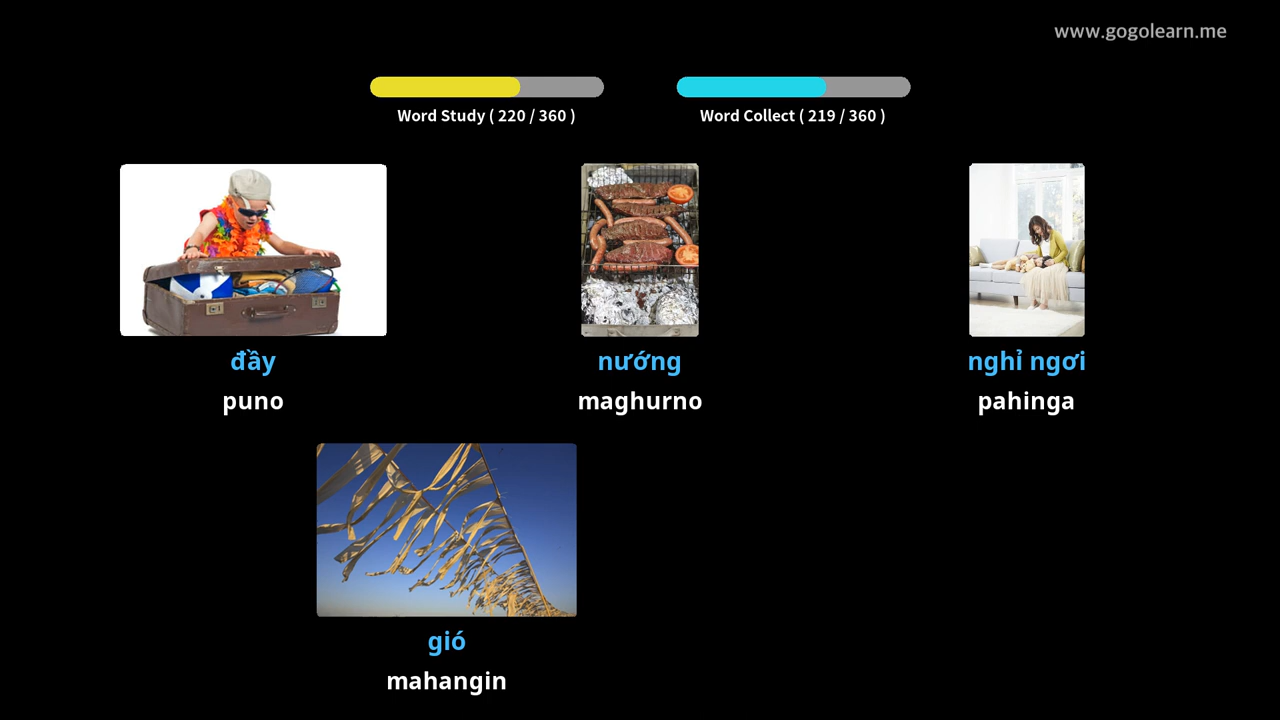 www.gogolearn.me
Word Study ( 220 / 360 )
Word Collect ( 219 / 360 )
đầy
puno
nướng
maghurno
nghỉ ngơi
pahinga
gió
mahangin